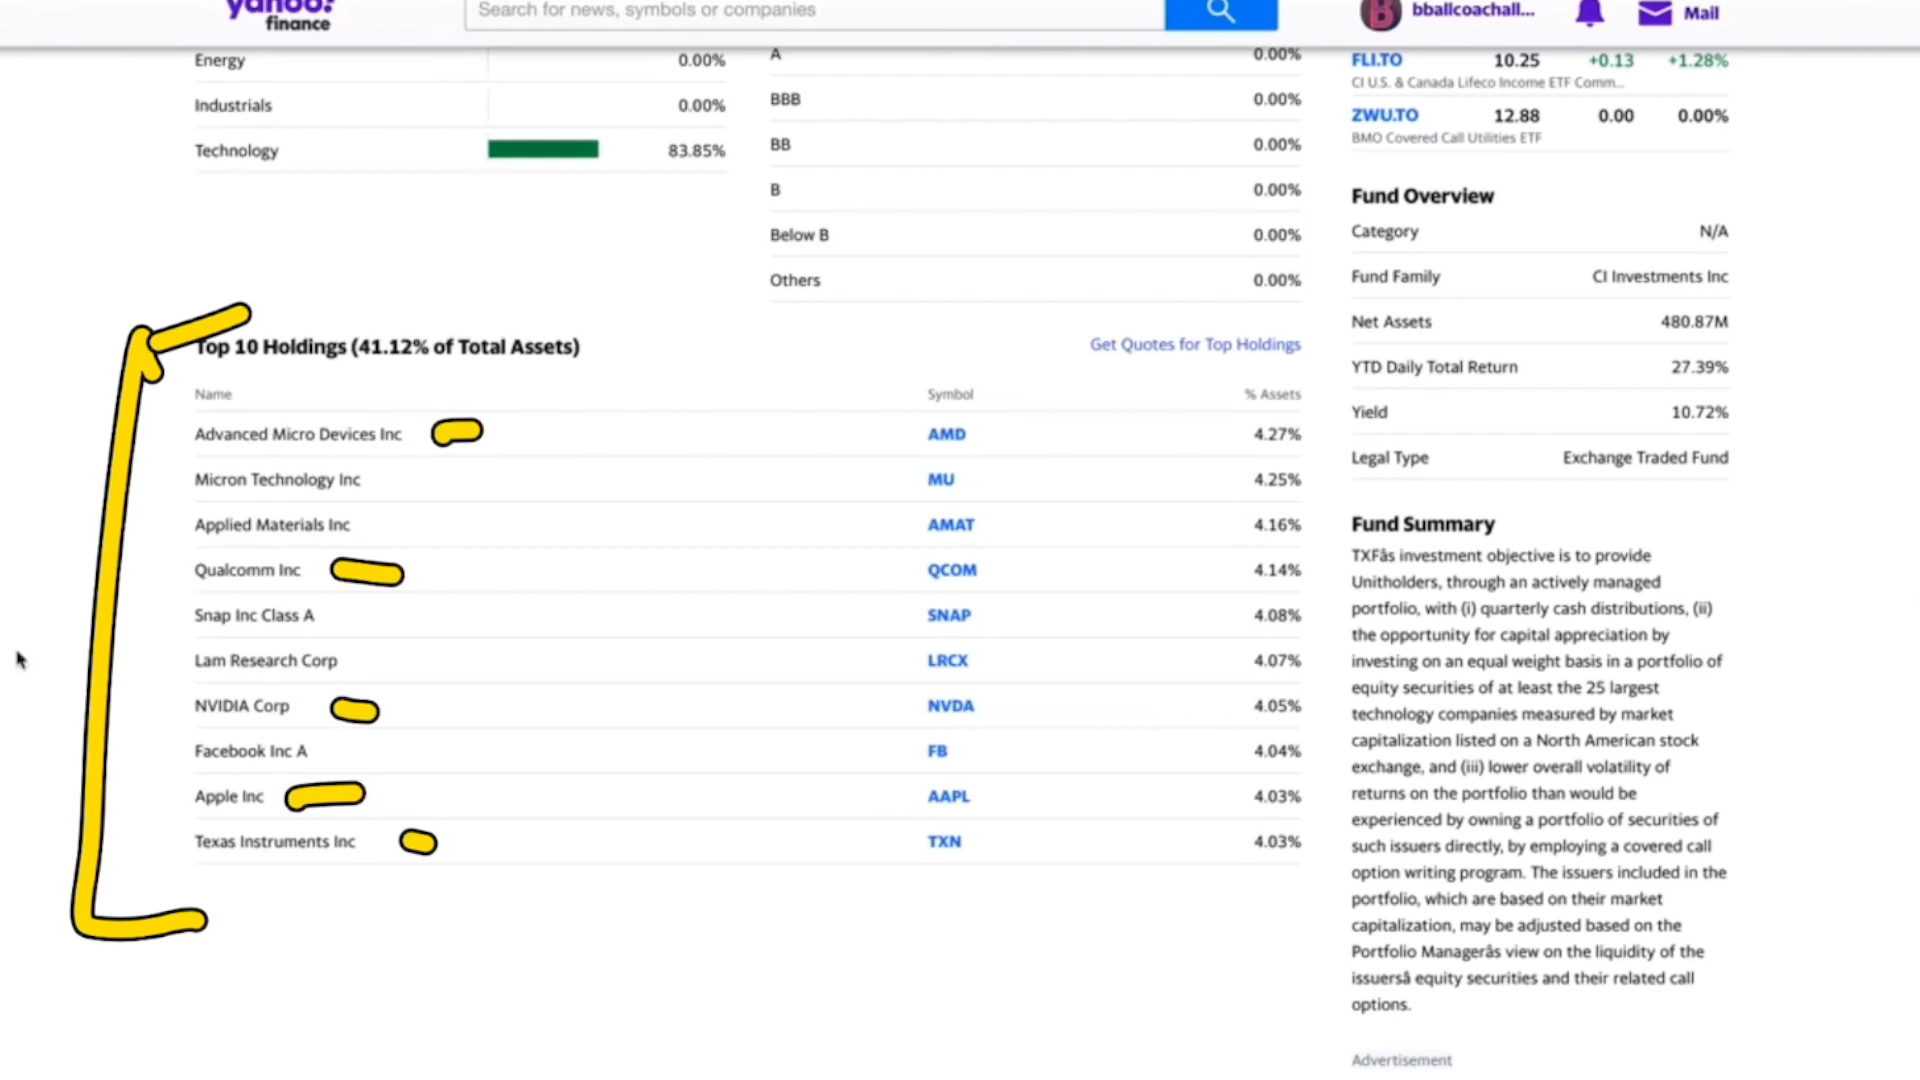 yahoo!
finance
Search for news, symbols or companies
bballcoachall...
Mail
Energy 0.00%
Industrials 0.00%
Technology 83.85%
A 0.00%
BBB 0.00%
BB 0.00%
B 0.00%
Below B 0.00%
Others 0.00%
Top 10 Holdings (41.12% of Total Assets)
Get Quotes for Top Holdings
Name Symbol % Assets
Advanced Micro Devices Inc AMD 4.27%
Micron Technology Inc MU 4.25%
Applied Materials Inc AMAT 4.16%
Qualcomm Inc QCOM 4.14%
Snap Inc Class A SNAP 4.08%
Lam Research Corp LRCX 4.07%
NVIDIA Corp NVDA 4.05%
Facebook Inc A FB 4.04%
Apple Inc AAPL 4.03%
Texas Instruments Inc TXN 4.03%
FLI.TO 10.25 +0.13 +1.28%
CI U.S. & Canada Lifeco Income ETF Comm...
ZWU.TO 12.88 0.00 0.00%
BMO Covered Call Utilities ETF
Fund Overview
Category N/A
Fund Family CI Investments Inc
Net Assets 480.87M
YTD Daily Total Return 27.39%
Yield 10.72%
Legal Type Exchange Traded Fund
Fund Summary
TXFâs investment objective is to provide
Unitholders, through an actively managed
portfolio, with (i) quarterly cash distributions, (ii)
the opportunity for capital appreciation by
investing on an equal weight basis in a portfolio of
equity securities of at least the 25 largest
technology companies measured by market
capitalization listed on a North American stock
exchange, and (iii) lower overall volatility of
returns on the portfolio than would be
experienced by owning a portfolio of securities of
such issuers directly, by employing a covered call
option writing program. The issuers included in the
portfolio, which are based on their market
capitalization, may be adjusted based on the
Portfolio Managerâs view on the liquidity of the
issuersâ equity securities and their related call
options.
Advertisement